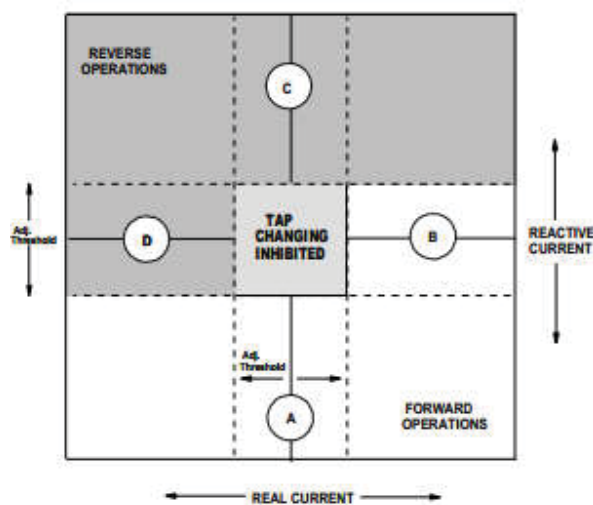 REVERSE
OPERATIONS
C
Adj.
Threshold
D
TAP
CHANGING
INHIBITED
B
REACTIVE
CURRENT
Adj.
Threshold
A
FORWARD
OPERATIONS
REAL CURRENT